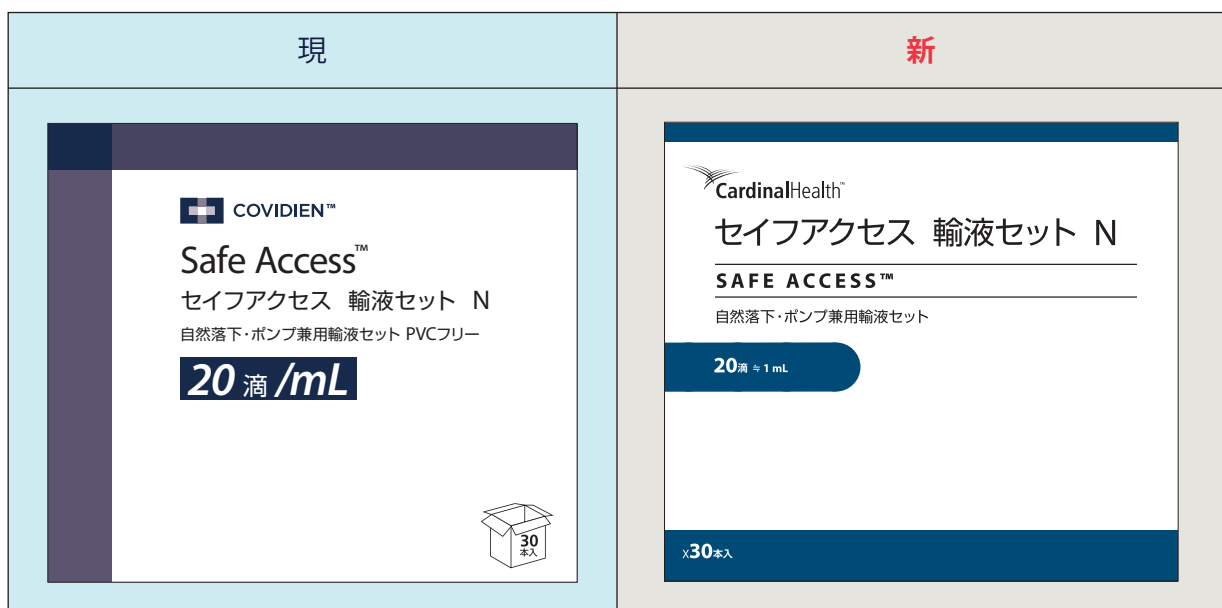 現
新
COVIDIEN™
Safe Access™
セイフアクセス 輸液セット N
自然落下・ポンプ兼用輸液セット PVCフリー
20 滴 /mL
30
本入
CardinalHealth™
セイフアクセス 輸液セット N
SAFE ACCESS™
自然落下・ポンプ兼用輸液セット
20滴 ≒ 1 mL
X30本入